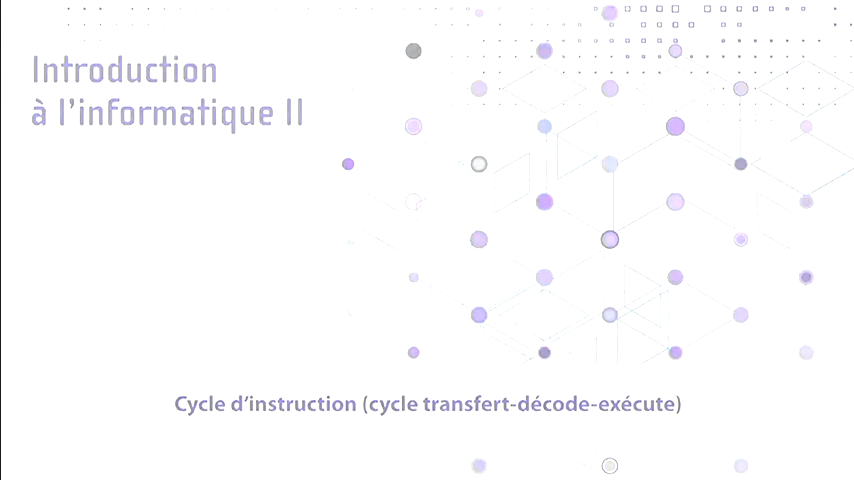 Introduction
à l’informatique II
Cycle d’instruction (cycle transfert-décode-exécute)